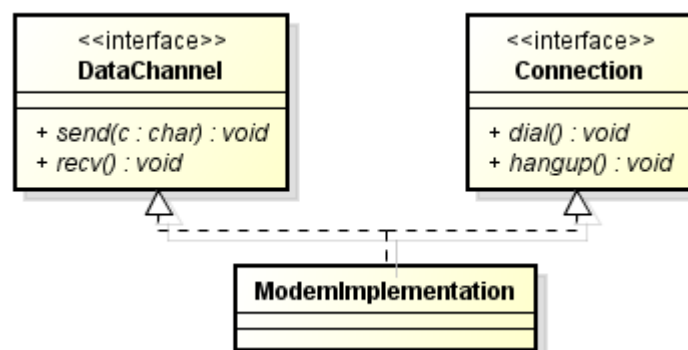 <<interface>>
DataChannel
+ send(c : char) : void
+ recv() : void
<<interface>>
Connection
+ dial() : void
+ hangup() : void
ModemImplementation